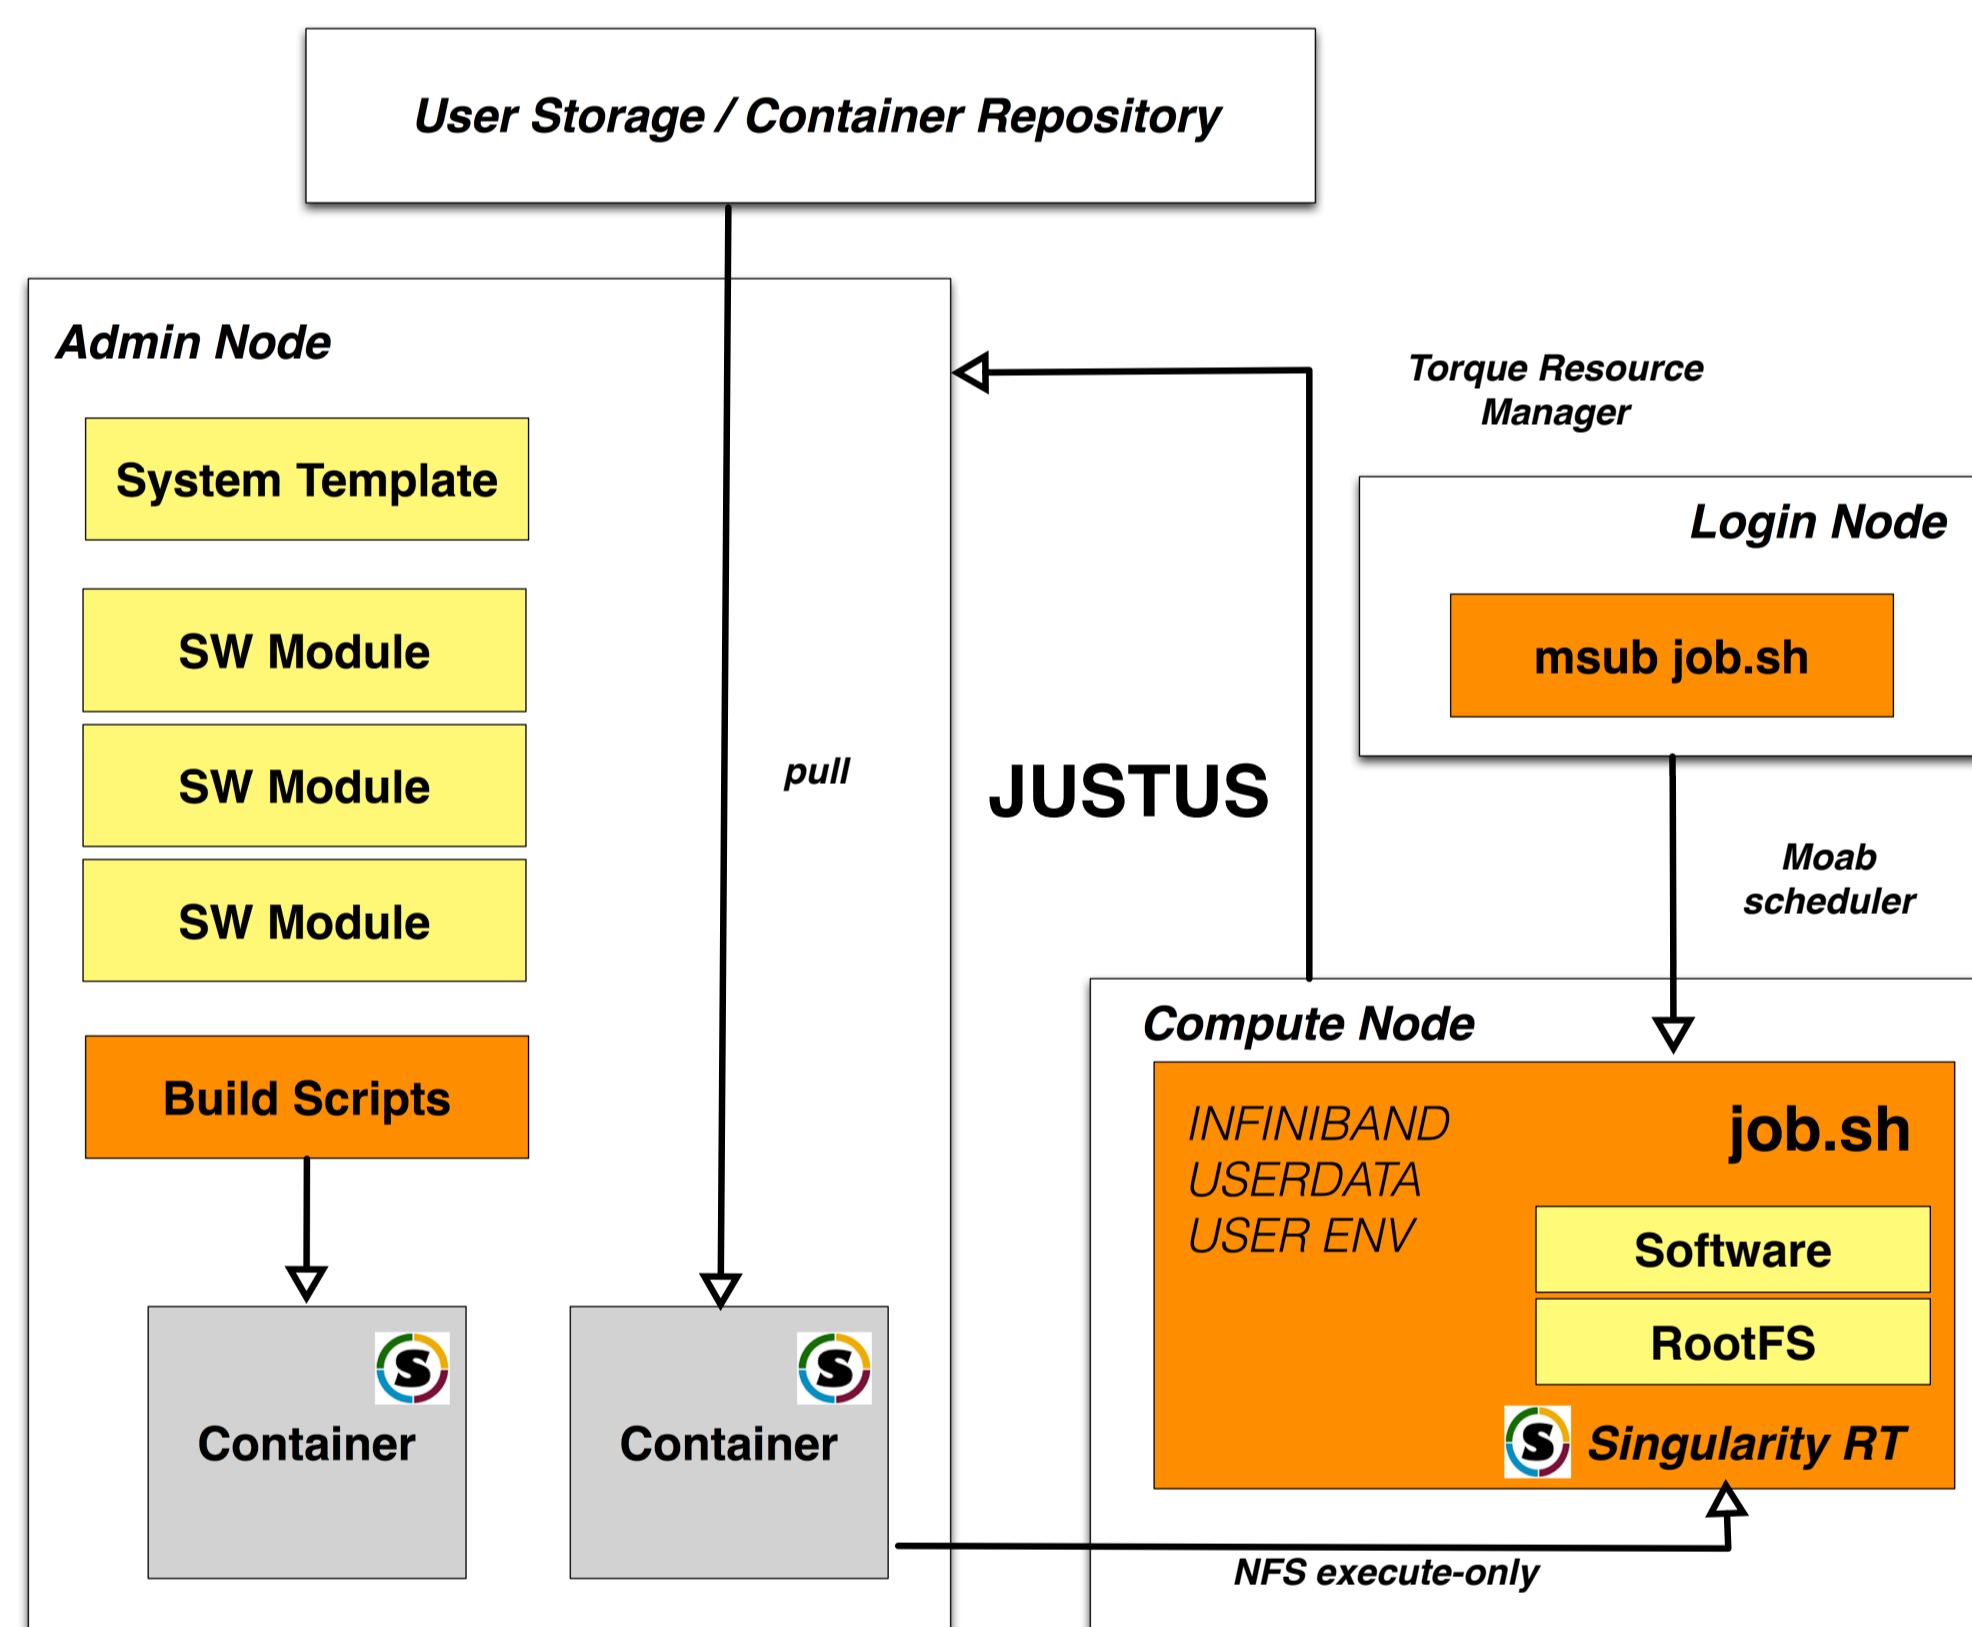 User Storage / Container Repository
Admin Node
System Template
SW Module
SW Module
SW Module
Build Scripts
Container
Container
pull
JUSTUS
Torque Resource
Manager
Login Node
msub job.sh
Moab
scheduler
Compute Node
INFINIBAND
USERDATA
USER ENV
job.sh
Software
RootFS
S
S
S
Singularity RT
NFS execute-only